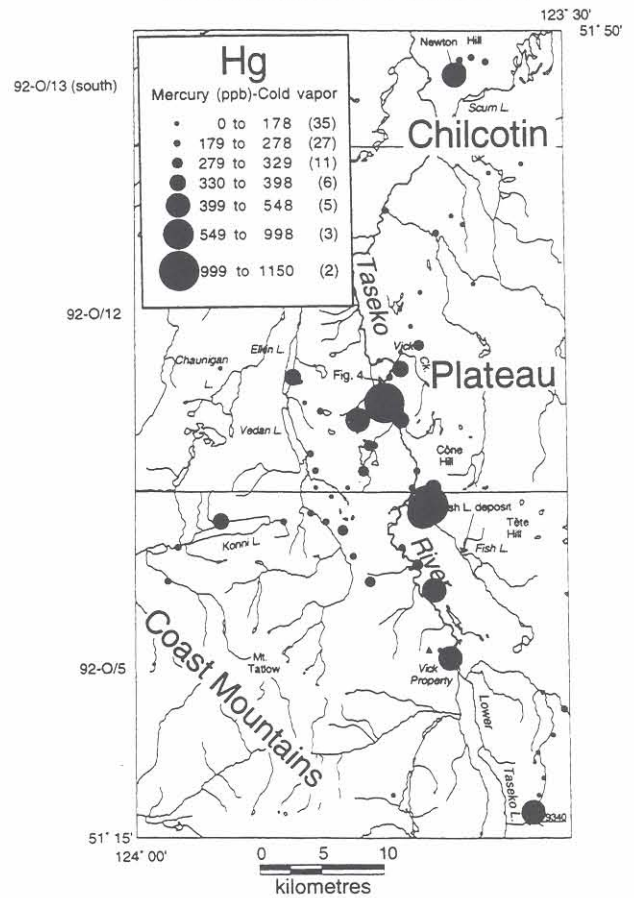 123° 30'
51° 50'
Hg
Mercury (ppb)-Cold vapor
0 to 178 (35)
179 to 278 (27)
279 to 329 (11)
330 to 398 (6)
399 to 548 (5)
549 to 998 (3)
999 to 1150 (2)
Newton Hill
92-O/13 (south)
Scum L.
Chilcotin
Taseko
92-O/12
Elkin L.
Vick
Ck.
Chaunigan
L.
Fig. 4
Plateau
Vedan L.
Cône
Hill
sh L. deposit
Tête
Hill
Konni L.
River
Fish L.
Coast Mountains
Mt.
Tatlow
92-O/5
Vick
Property
Lower
Taseko L.
9340
51° 15'
124° 00'
0 5 10
kilometres